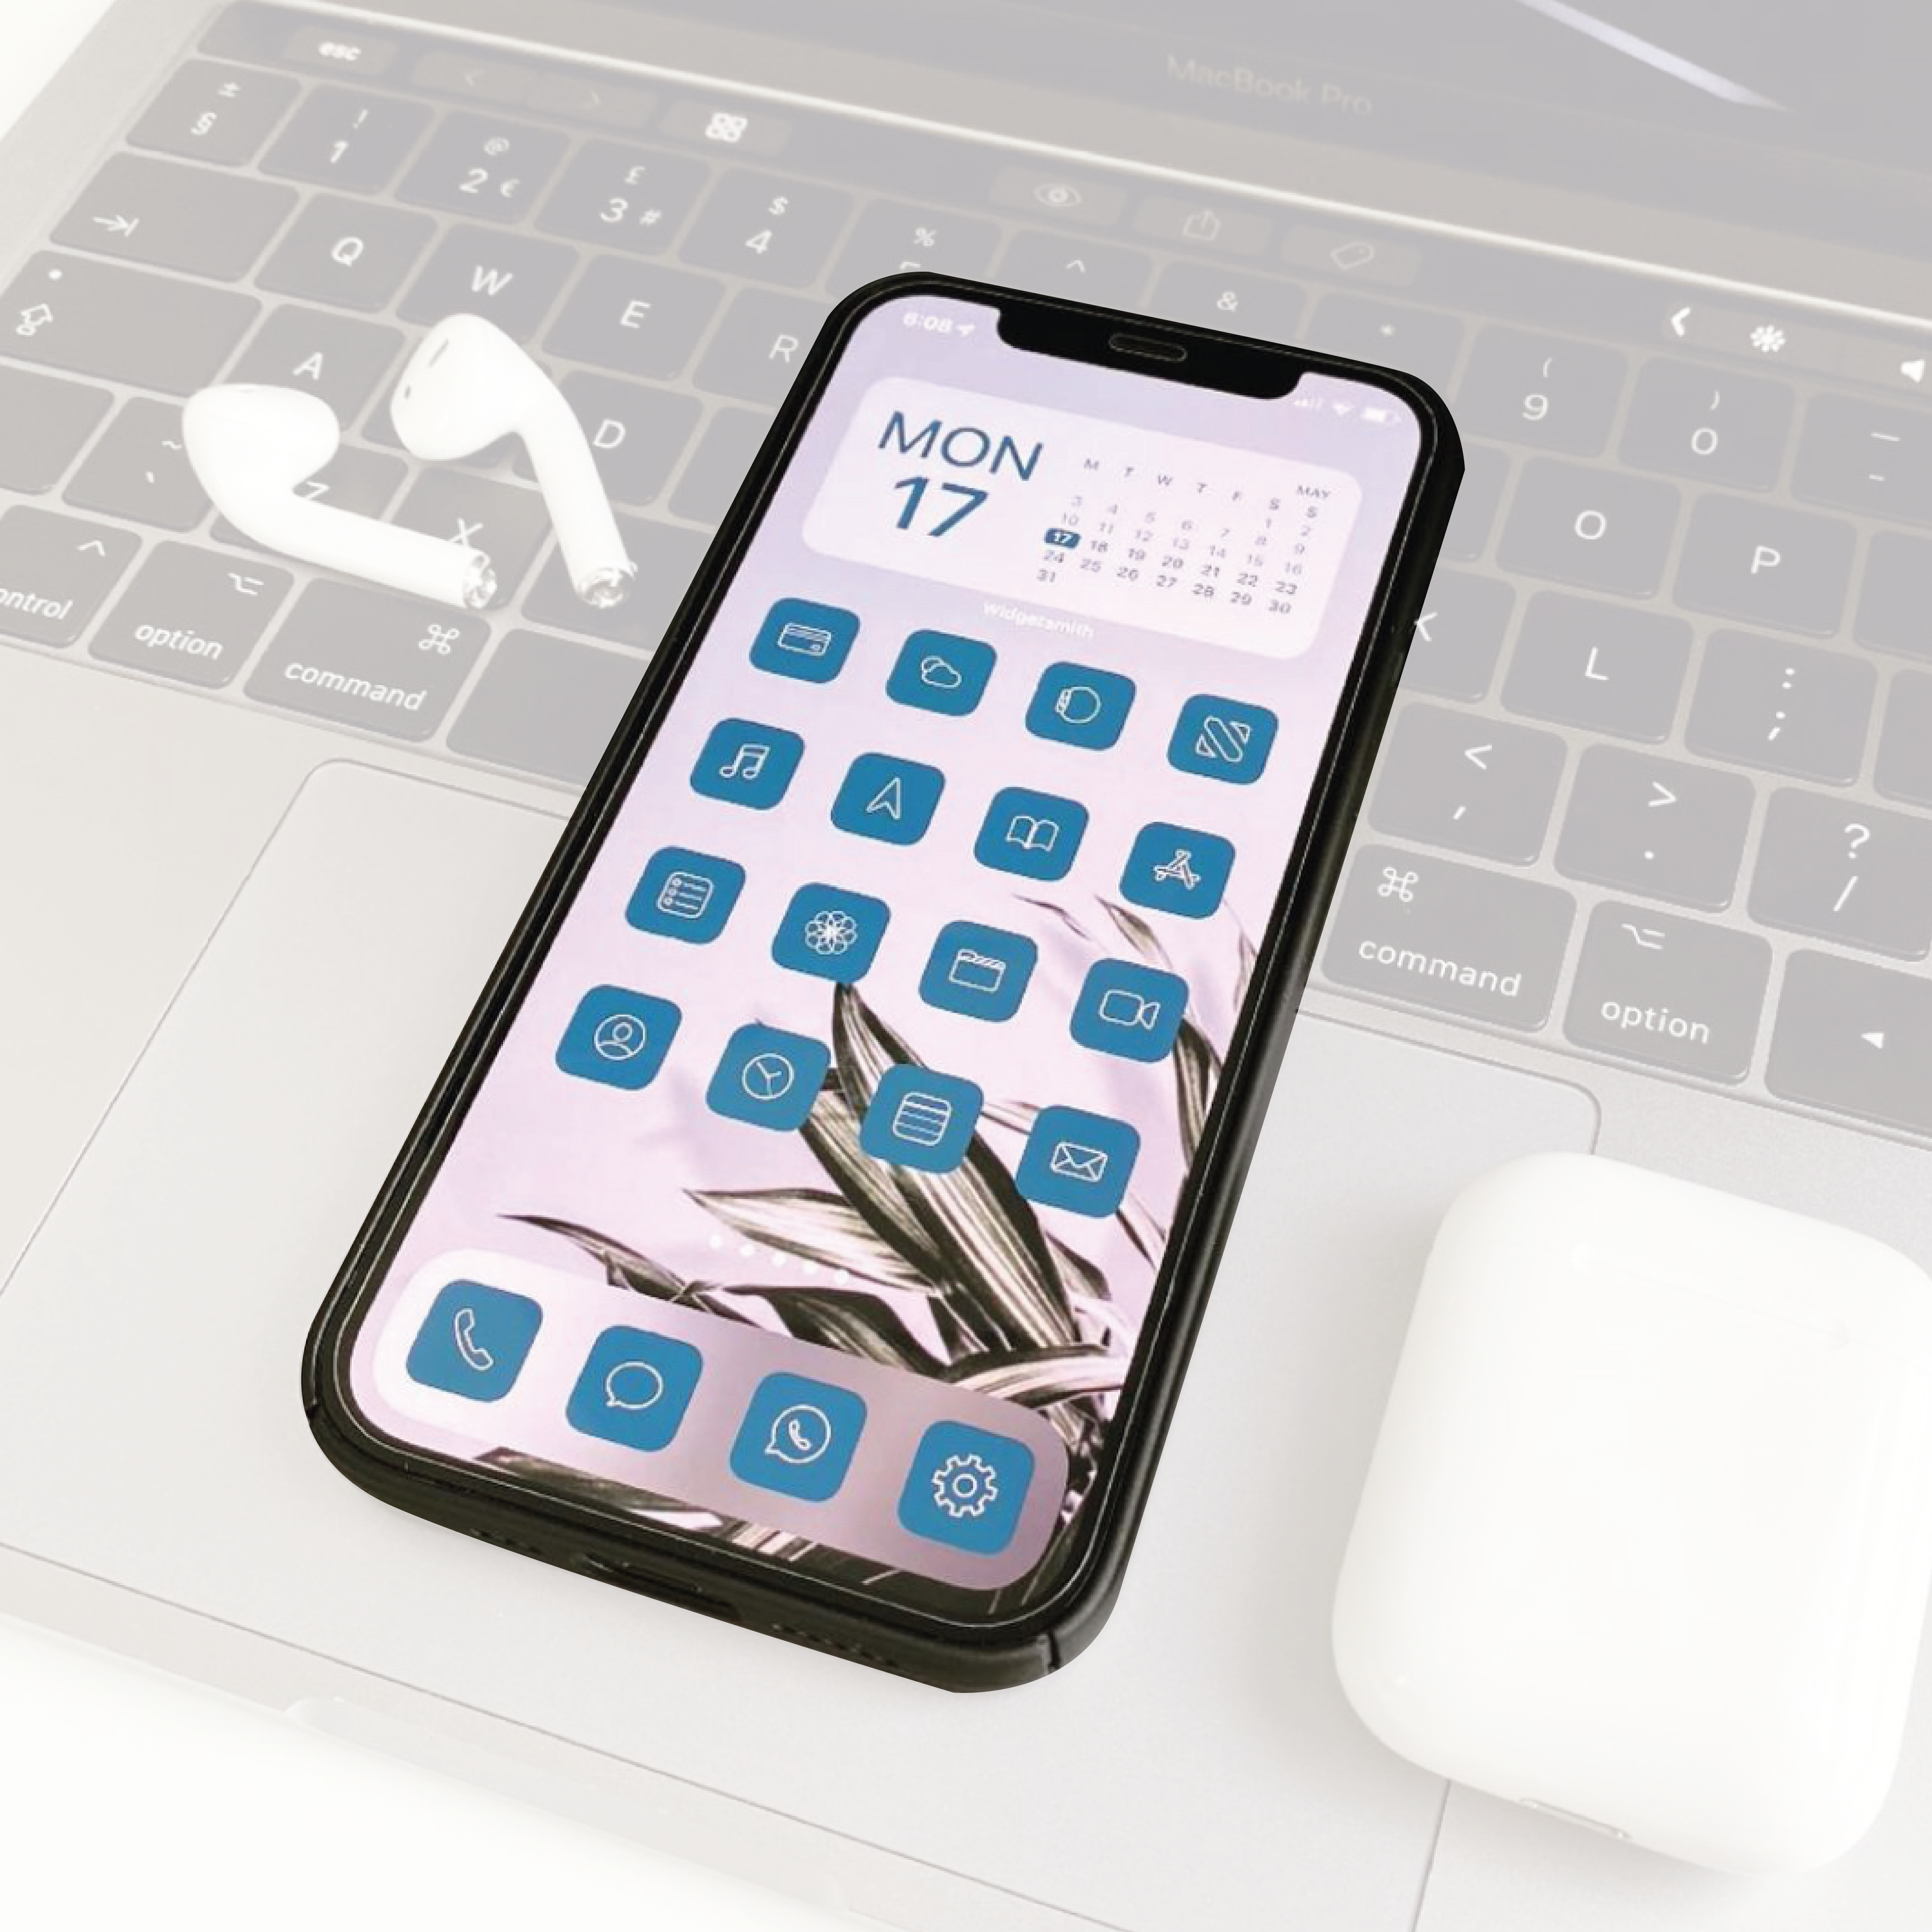 MacBook Pro
esc
± § ! 1 @ 2 € £ 3 # $ 4 % ^ & * ( 9 ) 0
Q W E R O P
A D L : ;
~ ` Z X < , > . ? /
control option command command option
6:08
MON
17
MAY
M T W T F S S
1 2
3 4 5 6 7 8 9
10 11 12 13 14 15 16
17 18 19 20 21 22 23
24 25 26 27 28 29 30
31
Widgetsmith